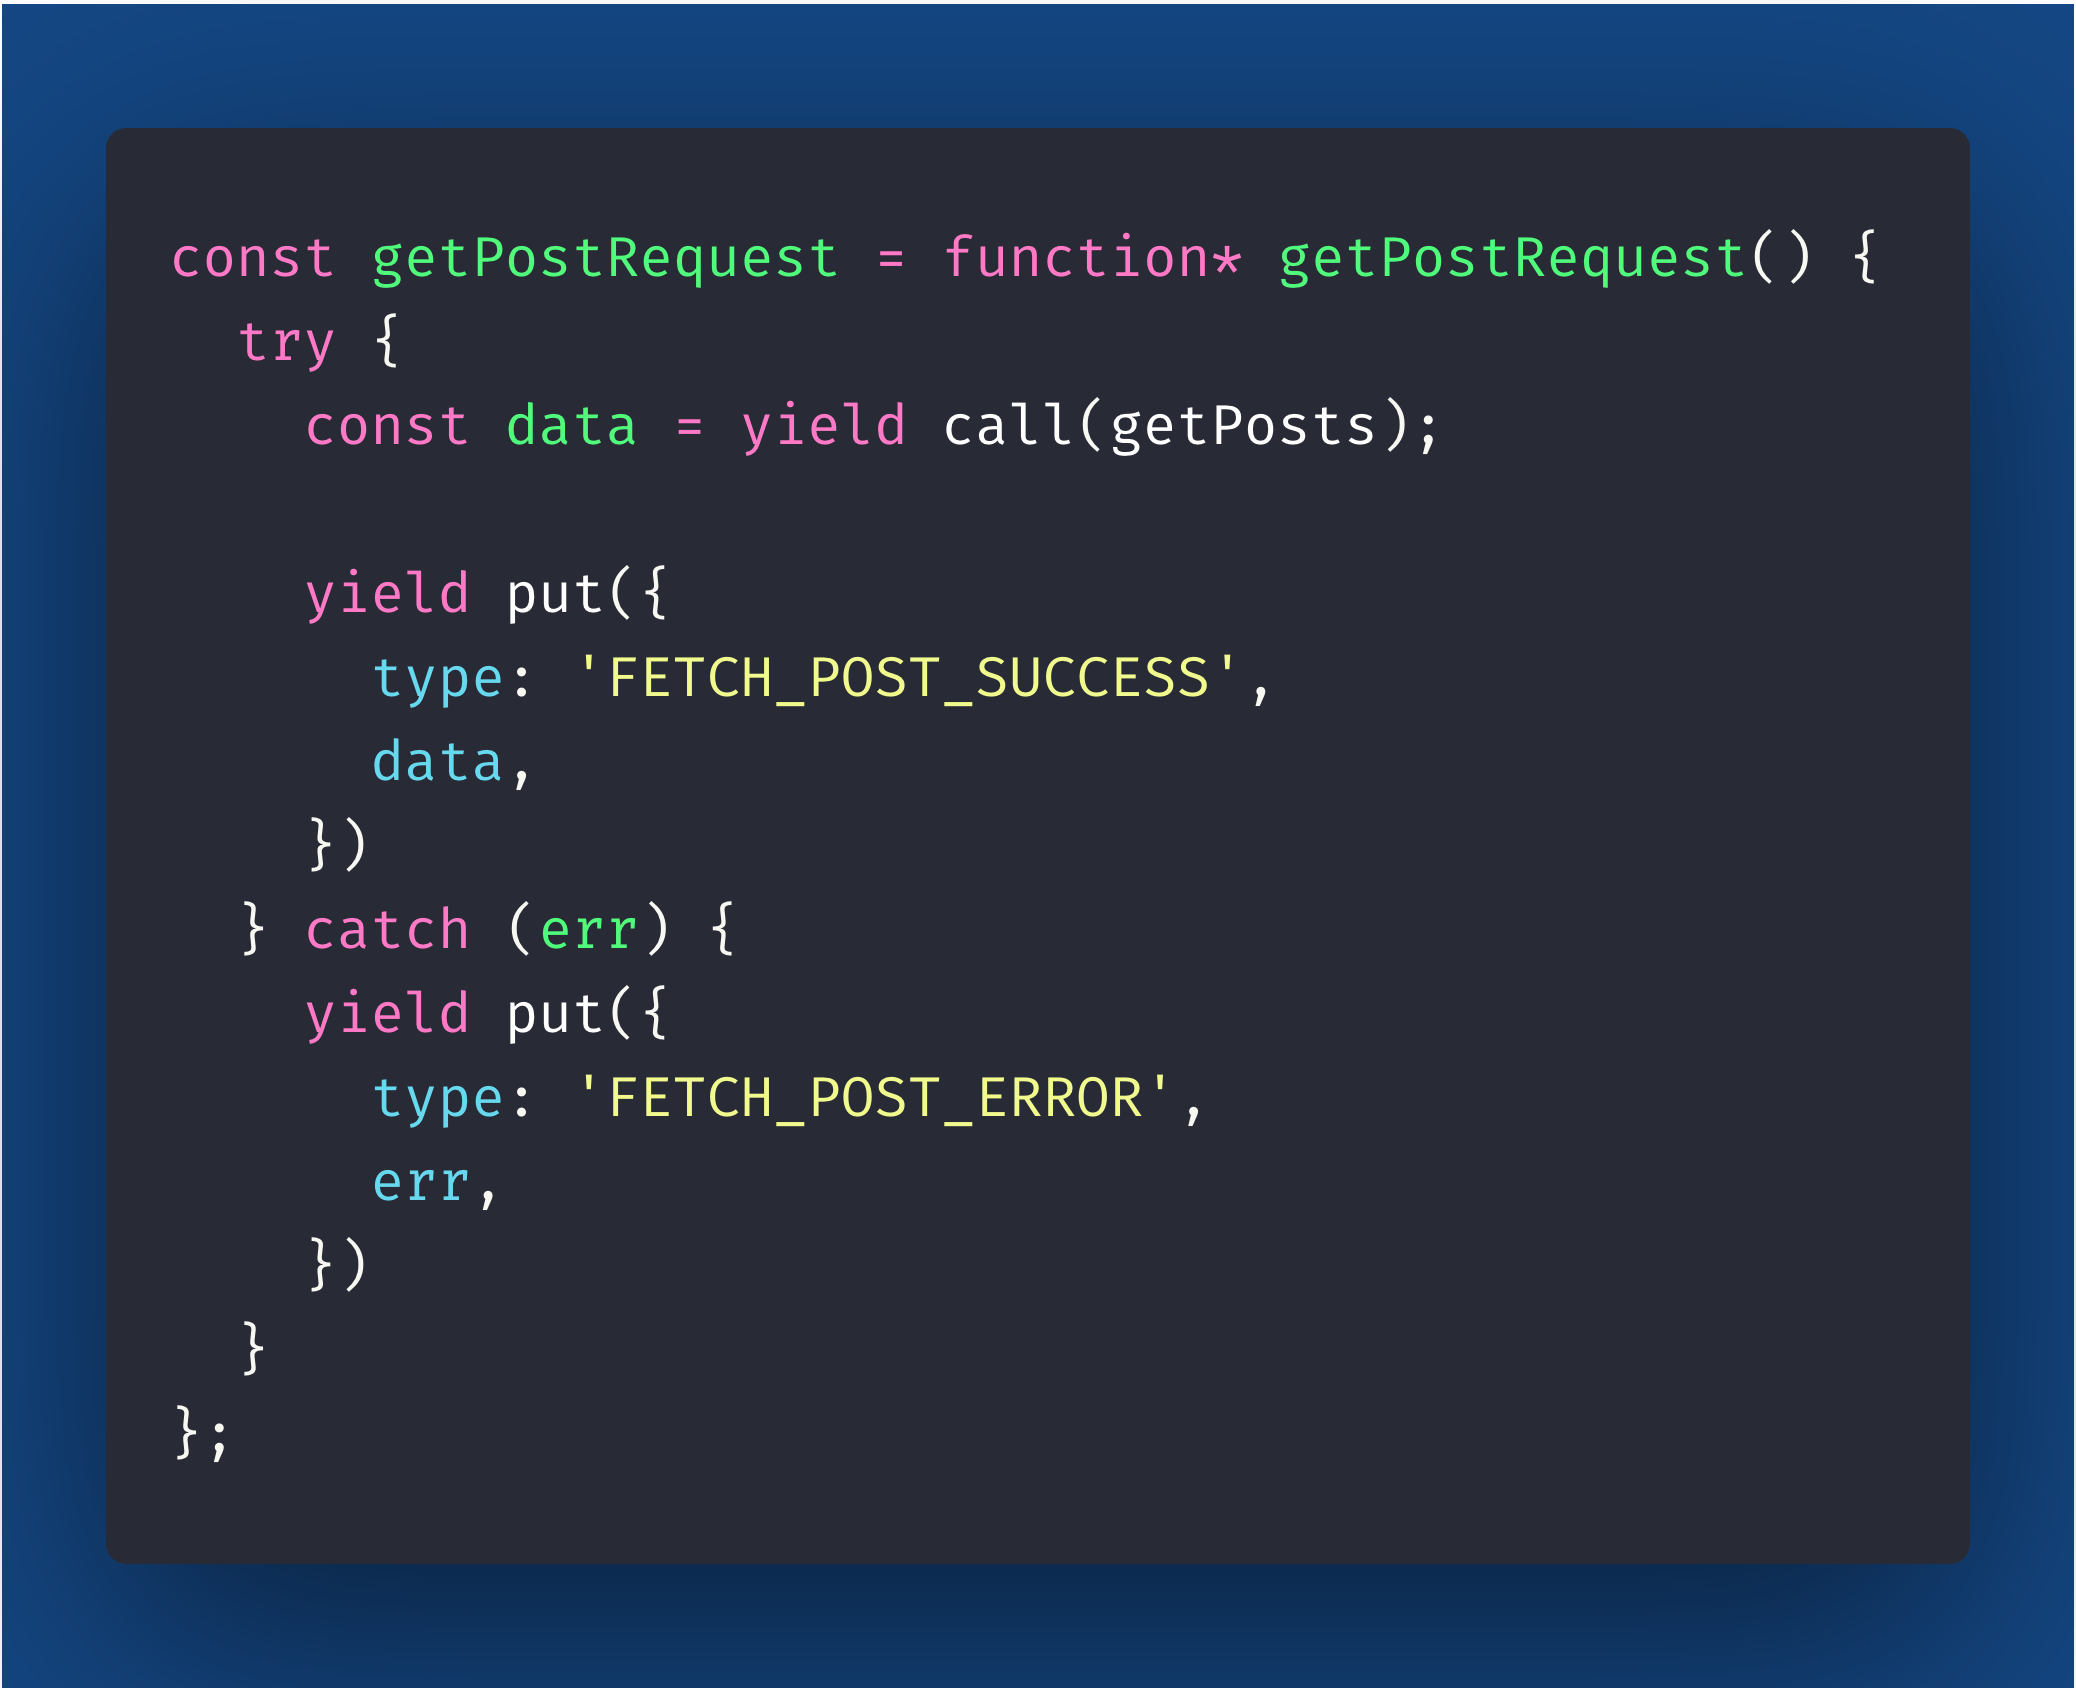 const getPostRequest = function* getPostRequest() {
  try {
    const data = yield call(getPosts);

    yield put({
      type: 'FETCH_POST_SUCCESS',
      data,
    })
  } catch (err) {
    yield put({
      type: 'FETCH_POST_ERROR',
      err,
    })
  }
};